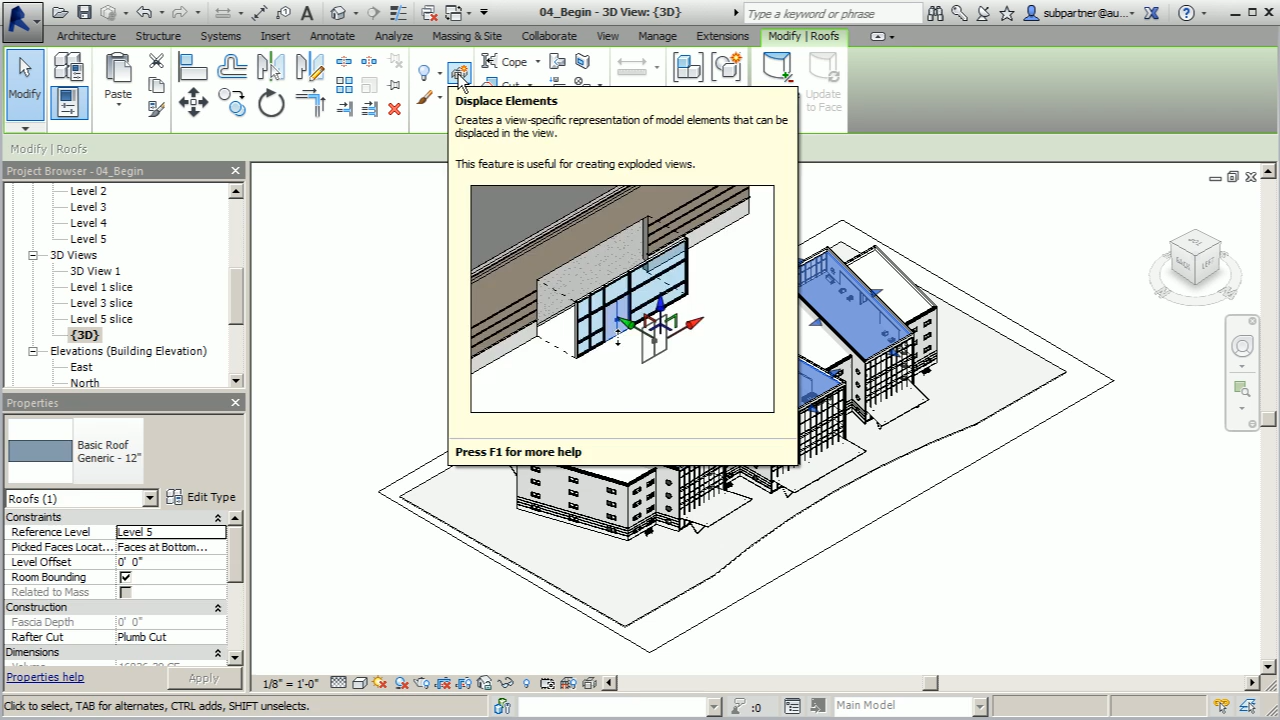 04_Begin - 3D View: {3D}
Type a keyword or phrase
subpartner@au...
Architecture
Structure
Systems
Insert
Annotate
Analyze
Massing & Site
Collaborate
View
Manage
Extensions
Modify | Roofs
Modify
Paste
Cope
Update
to Face
Modify | Roofs
Project Browser - 04_Begin
Level 2
Level 3
Level 4
Level 5
3D Views
3D View 1
Level 1 slice
Level 3 slice
Level 5 slice
{3D}
Elevations (Building Elevation)
East
North
Properties
Basic Roof
Generic - 12"
Roofs (1)
Edit Type
Constraints
Reference Level
Level 5
Picked Faces Locat...
Faces at Bottom...
Level Offset
0'  0"
Room Bounding
Related to Mass
Construction
Fascia Depth
0'  0"
Rafter Cut
Plumb Cut
Dimensions
Properties help
Apply
Displace Elements
Creates a view-specific representation of model elements that can be
displaced in the view.
This feature is useful for creating exploded views.
Press F1 for more help
BACK
LEFT
1/8" = 1'-0"
Click to select, TAB for alternates, CTRL adds, SHIFT unselects.
:0
Main Model